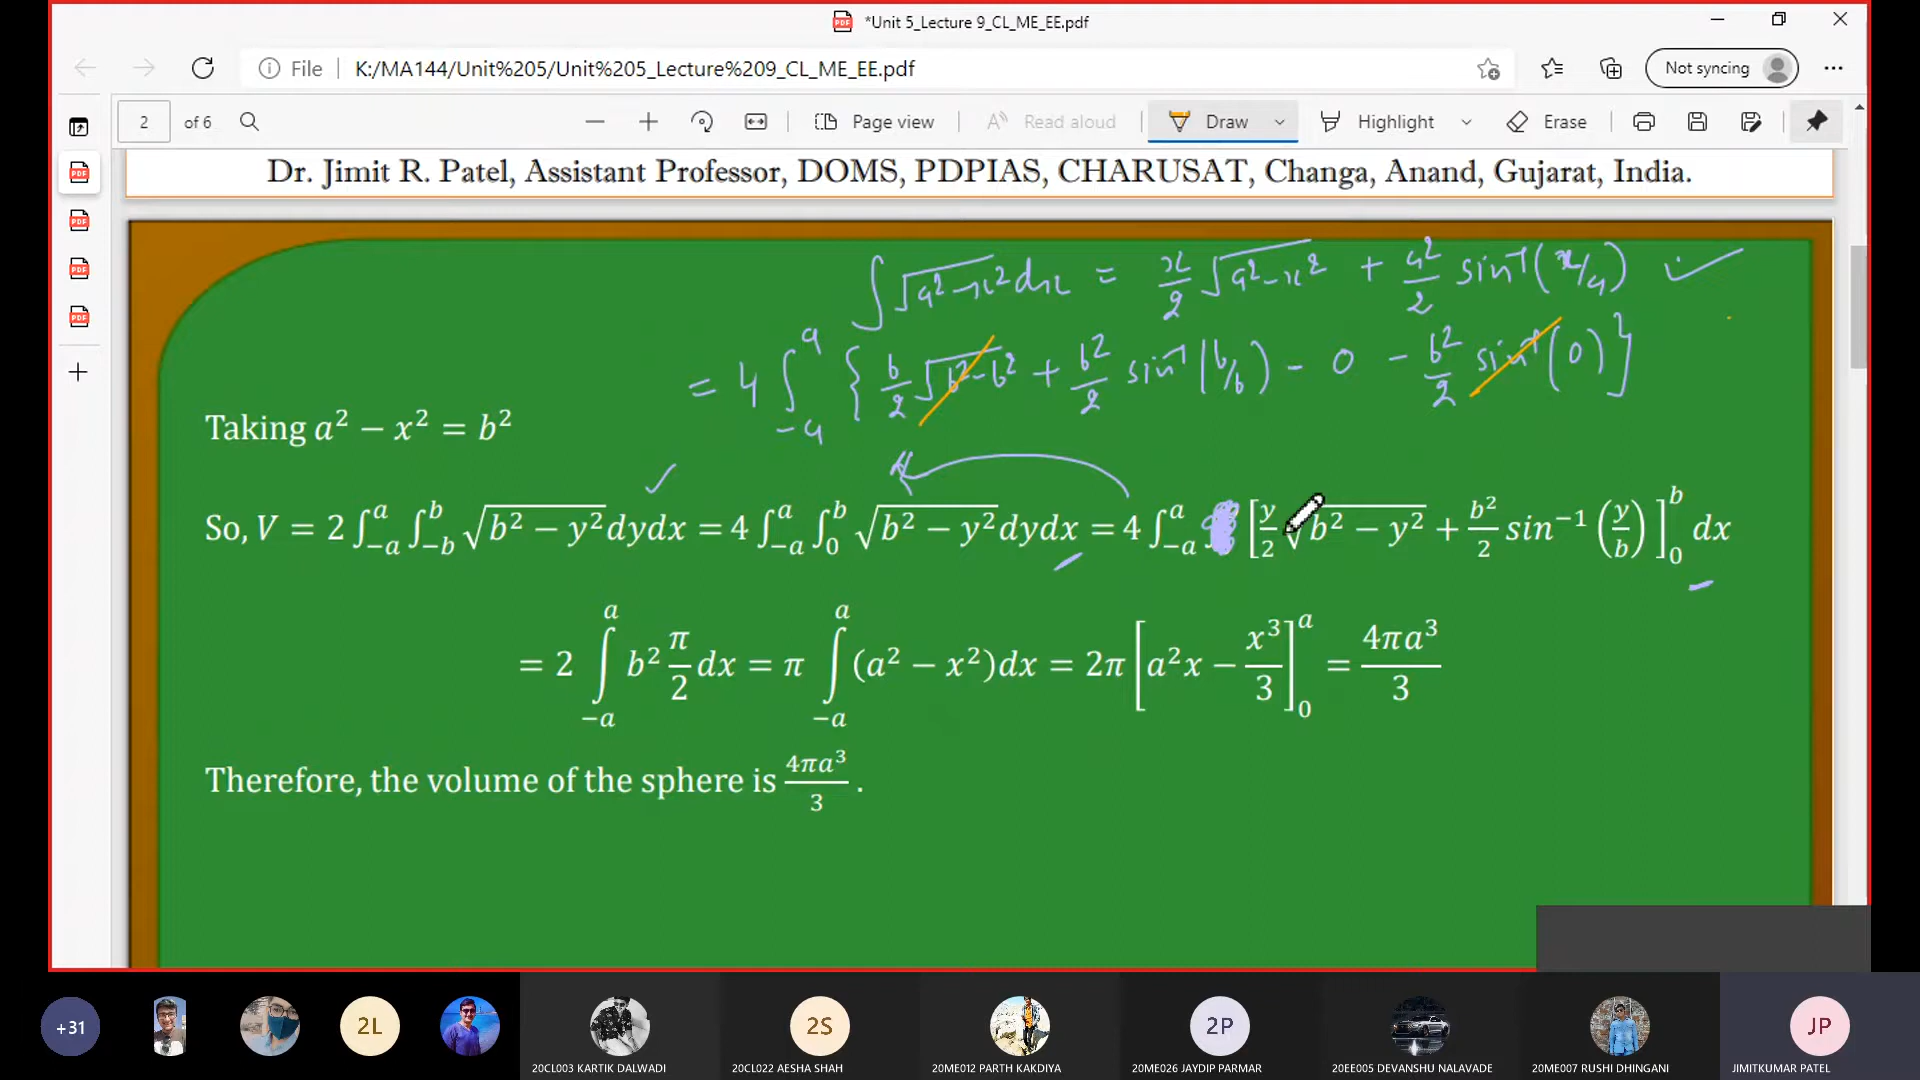 *Unit 5_Lecture 9_CL_ME_EE.pdf
File | K:/MA144/Unit%205/Unit%205_Lecture%209_CL_ME_EE.pdf
Not syncing
2 of 6
Page view
Read aloud
Draw
Highlight
Erase
Dr. Jimit R. Patel, Assistant Professor, DOMS, PDPIAS, CHARUSAT, Changa, Anand, Gujarat, India.
∫ √(a² − x²) dx = x/2 √(a² − x²) + a²/2 sin⁻¹(x/a)
= 4 ∫_{−a}^{a} { b/2 √(b² − b²) + b²/2 sin⁻¹(b/b) − 0 − b²/2 sin⁻¹(0) }
Taking a² − x² = b²
So, V = 2 ∫_{−a}^{a} ∫_{−b}^{b} √(b² − y²) dydx = 4 ∫_{−a}^{a} ∫_{0}^{b} √(b² − y²) dydx = 4 ∫_{−a}^{a} [ y/2 √(b² − y²) + b²/2 sin⁻¹(y/b) ]_{0}^{b} dx
= 2 ∫_{−a}^{a} b² π/2 dx = π ∫_{−a}^{a} (a² − x²)dx = 2π [ a²x − x³/3 ]_{0}^{a} = 4πa³/3
Therefore, the volume of the sphere is 4πa³/3 .
+31
2L
2S
2P
JP
20CL003 KARTIK DALWADI
20CL022 AESHA SHAH
20ME012 PARTH KAKDIYA
20ME026 JAYDIP PARMAR
20EE005 DEVANSHU NALAVADE
20ME007 RUSHI DHINGANI
JIMITKUMAR PATEL